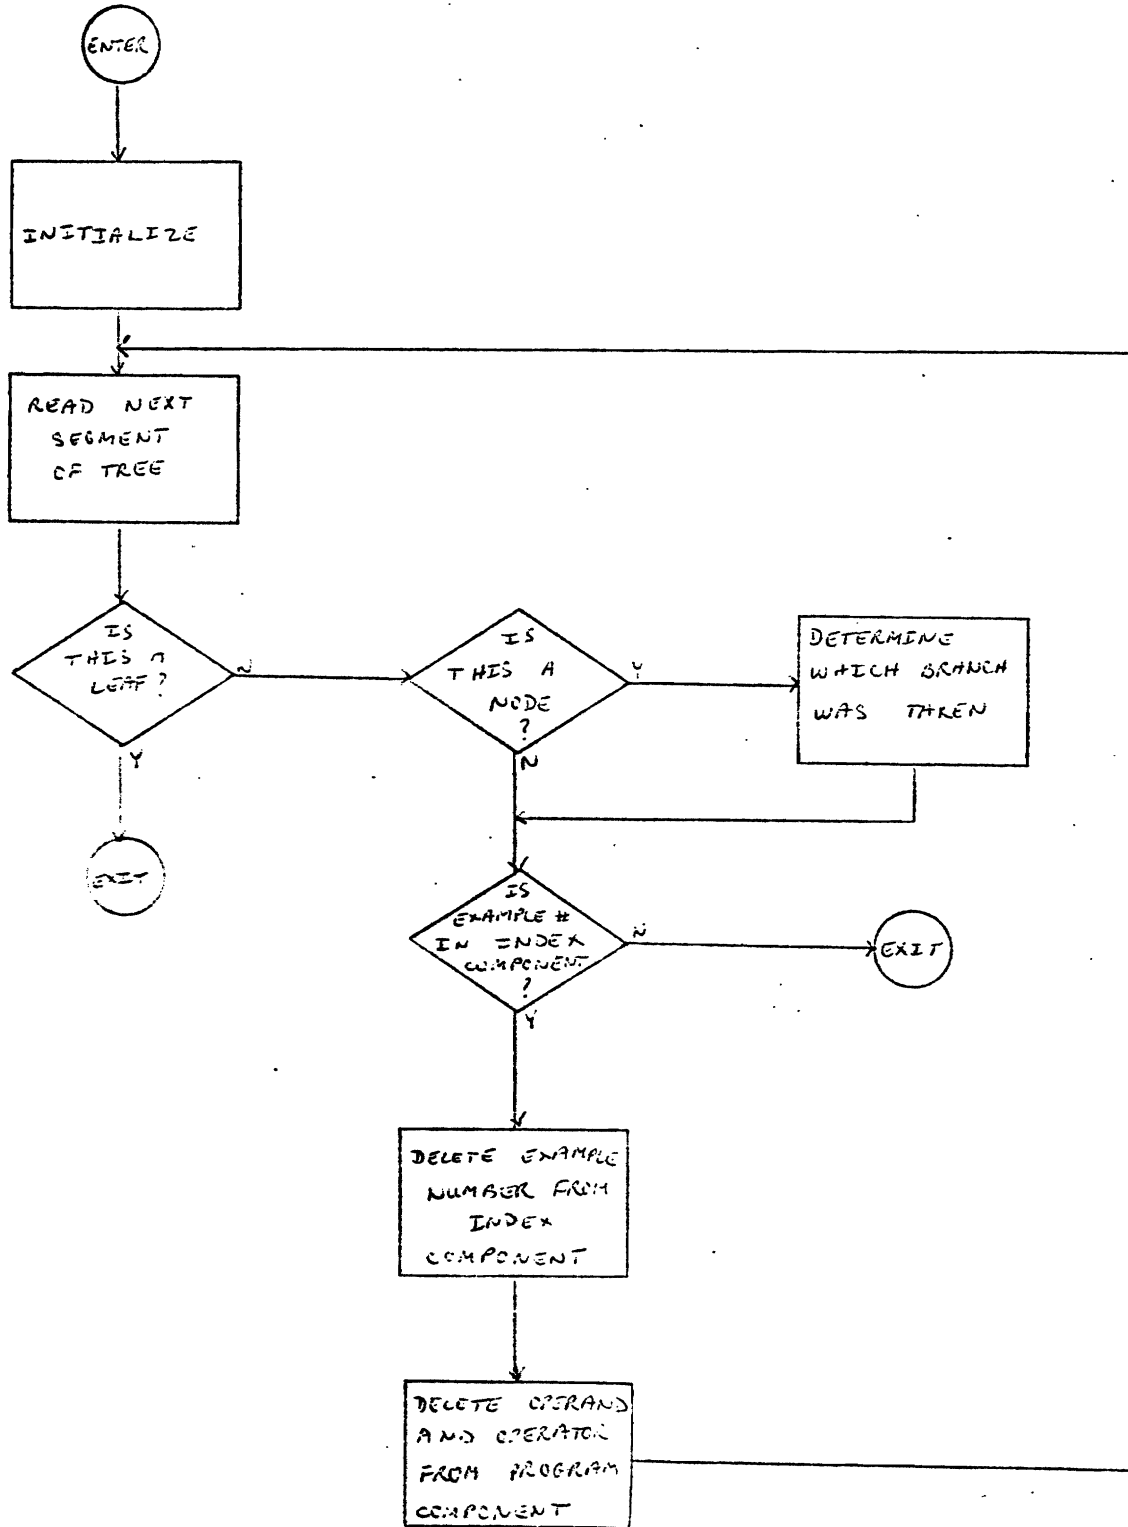 ENTER
INITIALIZE
READ NEXT
SEGMENT
OF TREE
IS
THIS A
LEAF?
N
Y
EXIT
IS
THIS A
NODE
?
Y
N
DETERMINE
WHICH BRANCH
WAS TAKEN
IS
EXAMPLE #
IN INDEX
COMPONENT
?
N
Y
EXIT
DELETE EXAMPLE
NUMBER FROM
INDEX
COMPONENT
DELETE OPERAND
AND OPERATOR
FROM PROGRAM
COMPONENT